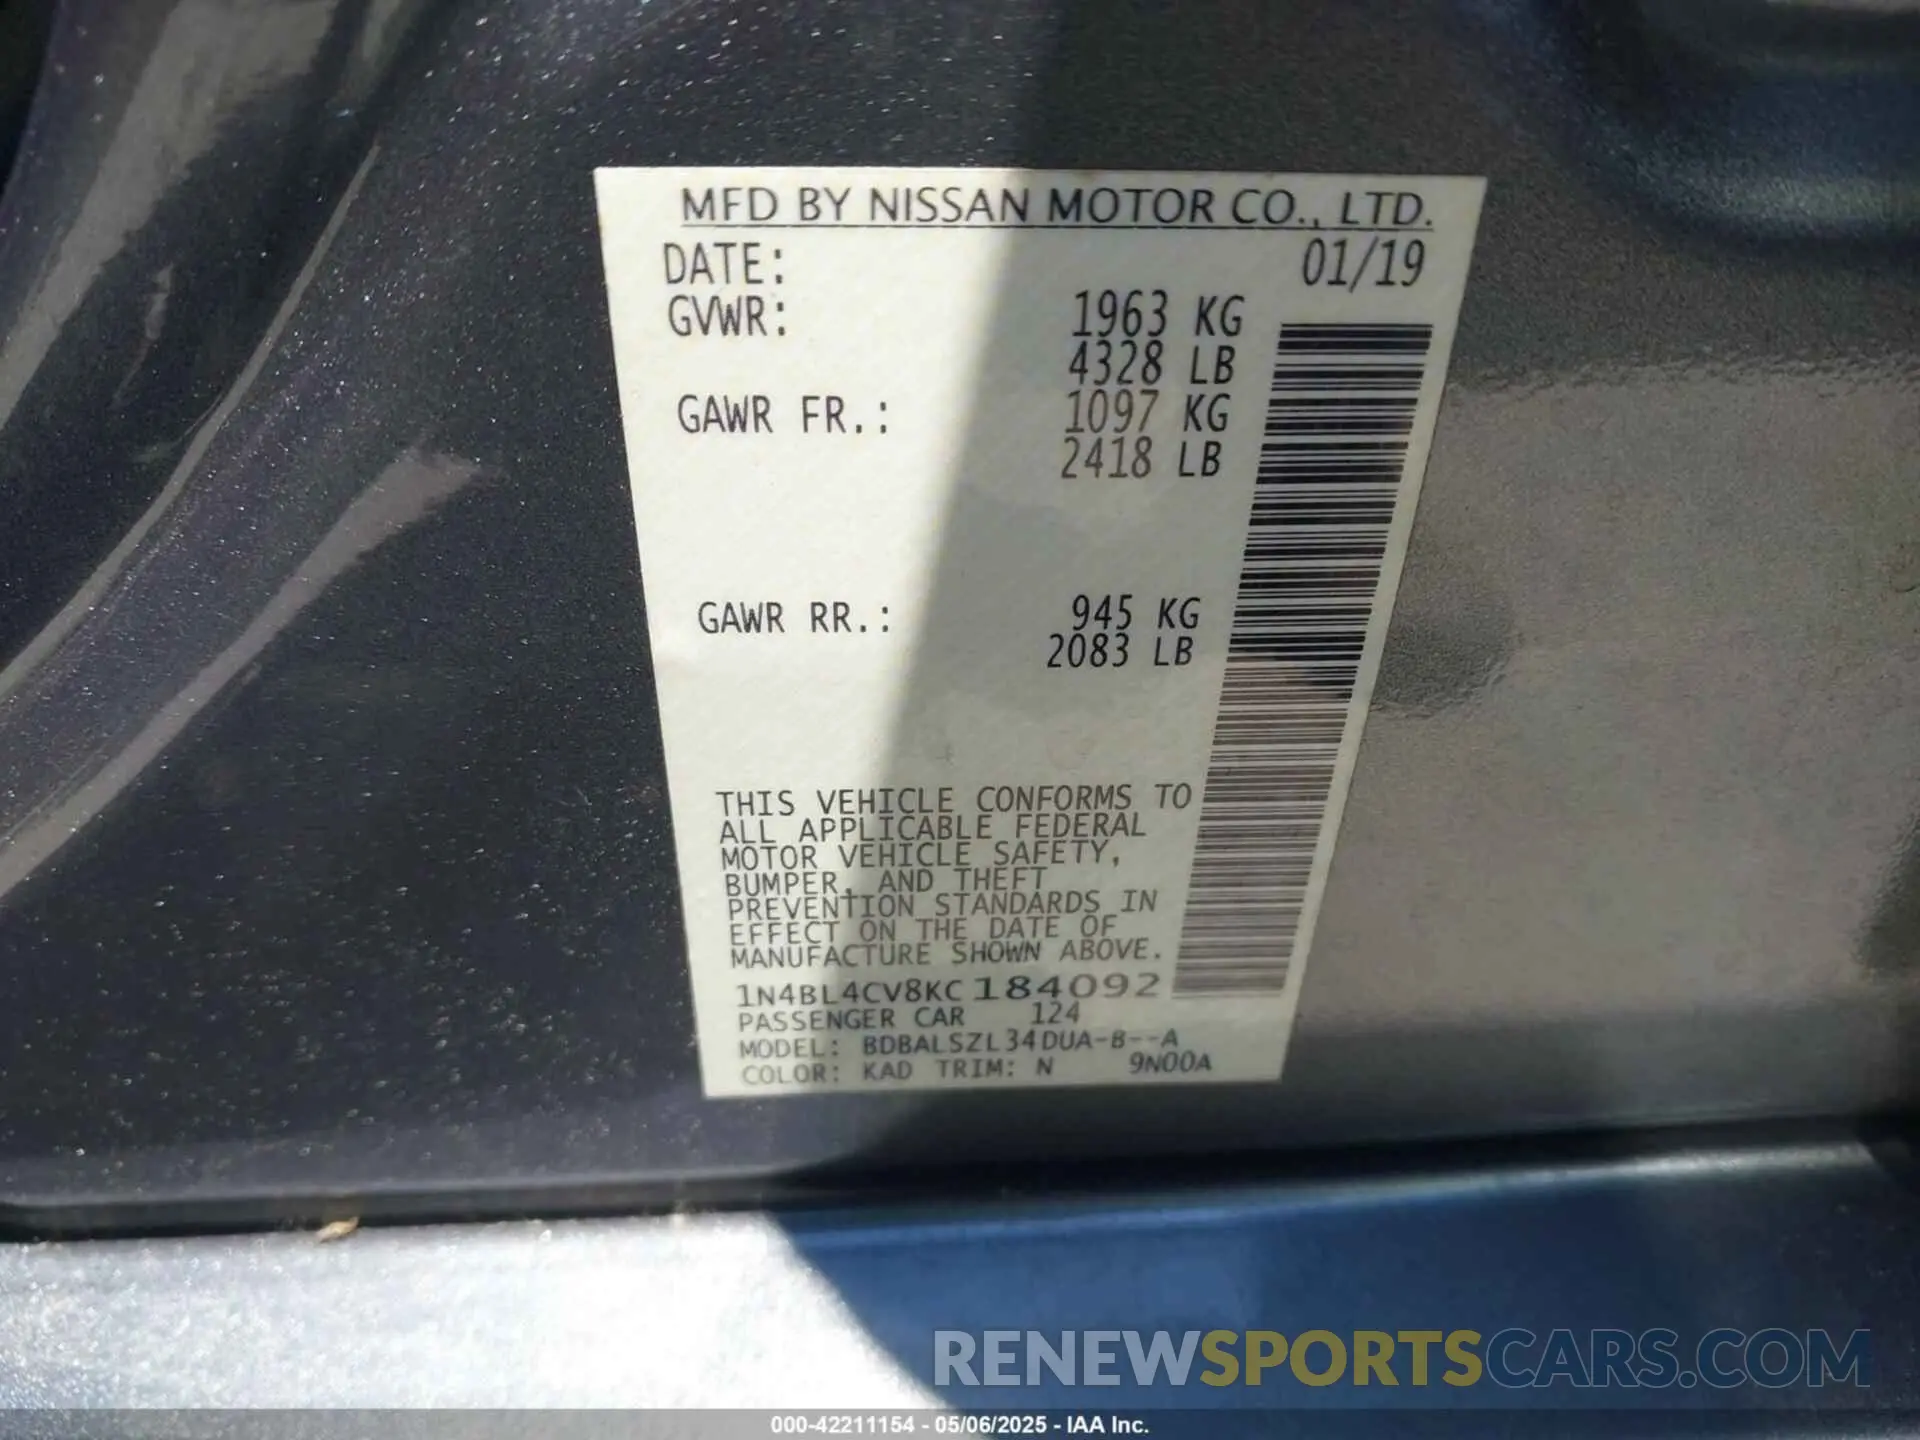 MFD BY NISSAN MOTOR CO., LTD.
DATE: 01/19
GVWR: 1963 KG
4328 LB
GAWR FR.: 1097 KG
2418 LB
GAWR RR.: 945 KG
2083 LB
THIS VEHICLE CONFORMS TO
ALL APPLICABLE FEDERAL
MOTOR VEHICLE SAFETY,
BUMPER, AND THEFT
PREVENTION STANDARDS IN
EFFECT ON THE DATE OF
MANUFACTURE SHOWN ABOVE.
1N4BL4CV8KC184092
PASSENGER CAR 124
MODEL: BDBALSZL34DUA-B--A
COLOR: KAD TRIM: N 9N00A
RENEWSPORTSCARS.COM
000-42211154 - 05/06/2025 - IAA Inc.